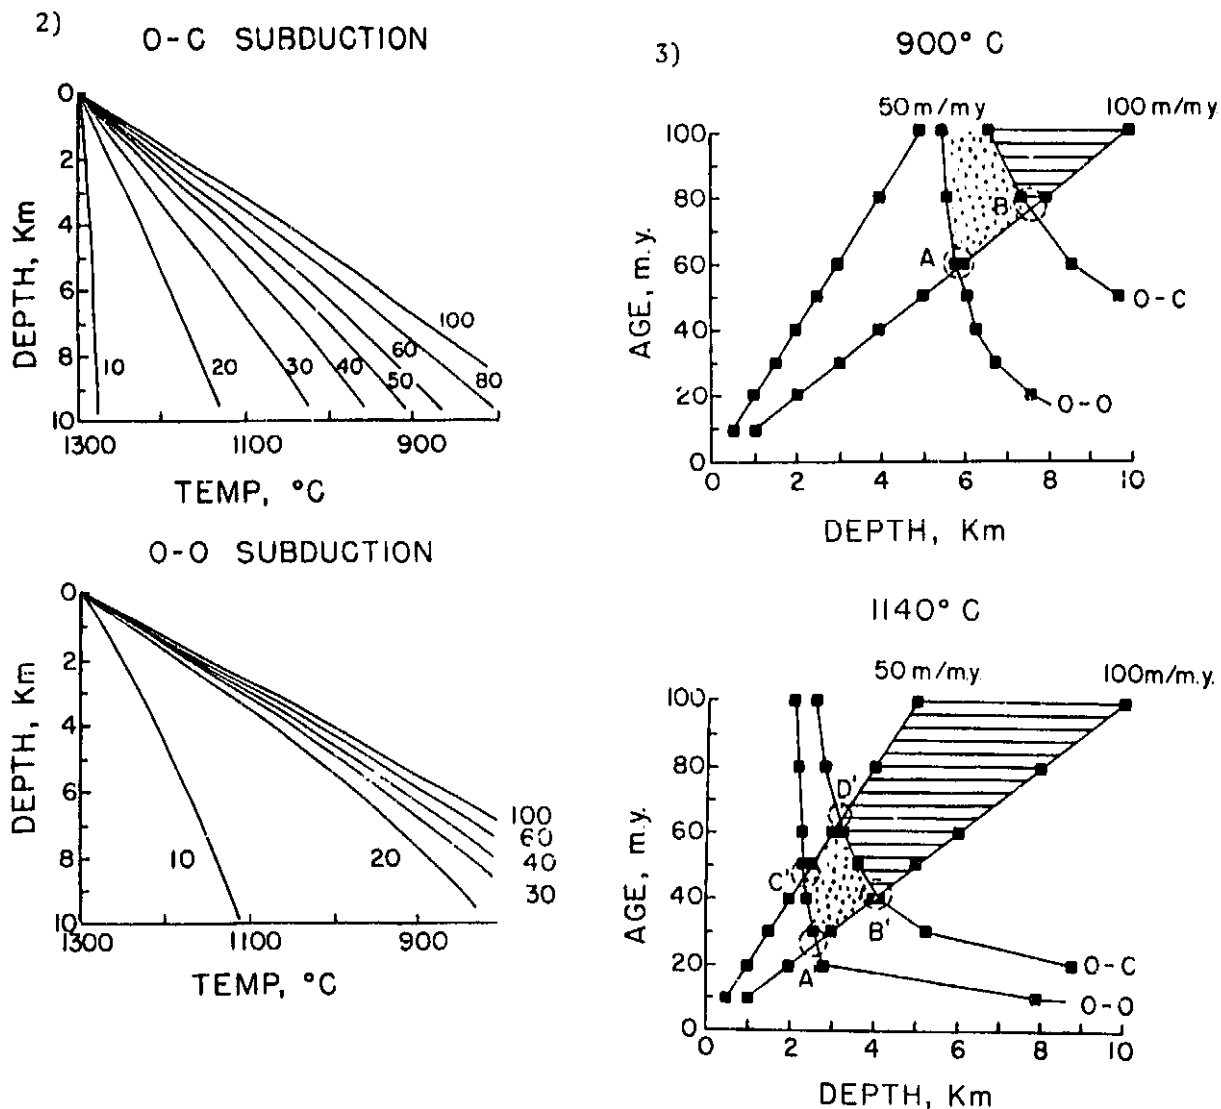 2)
O-C SUBDUCTION
0
2
4
6
8
10
DEPTH, Km
10
20
30
40
50
60
80
100
1300
1100
900
TEMP, °C
O-O SUBDUCTION
0
2
4
6
8
10
DEPTH, Km
10
20
100
60
40
30
1300
1100
900
TEMP, °C
3)
900° C
50 m/my
100 m/my.
100
80
60
40
20
0
AGE, m.y.
A
B
O-C
O-O
0
2
4
6
8
10
DEPTH, Km
1140° C
50 m/m.y.
100m/m.y.
100
80
60
40
20
0
AGE, m.y.
D'
C'
B'
A'
O-C
O-O
0
2
4
6
8
10
DEPTH, Km